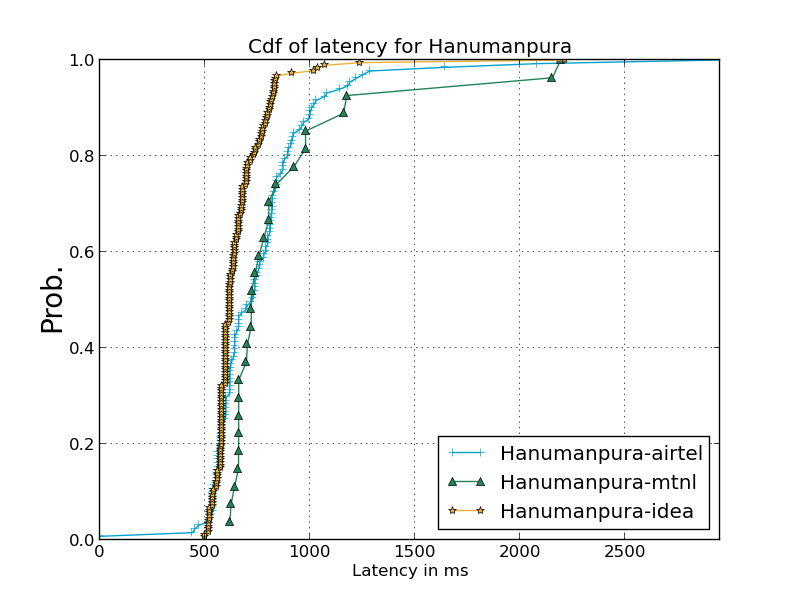 Cdf of latency for Hanumanpura
1.0
0.8
0.6
0.4
0.2
0.0
Prob.
0 500 1000 1500 2000 2500
Latency in ms
Hanumanpura-airtel
Hanumanpura-mtnl
Hanumanpura-idea